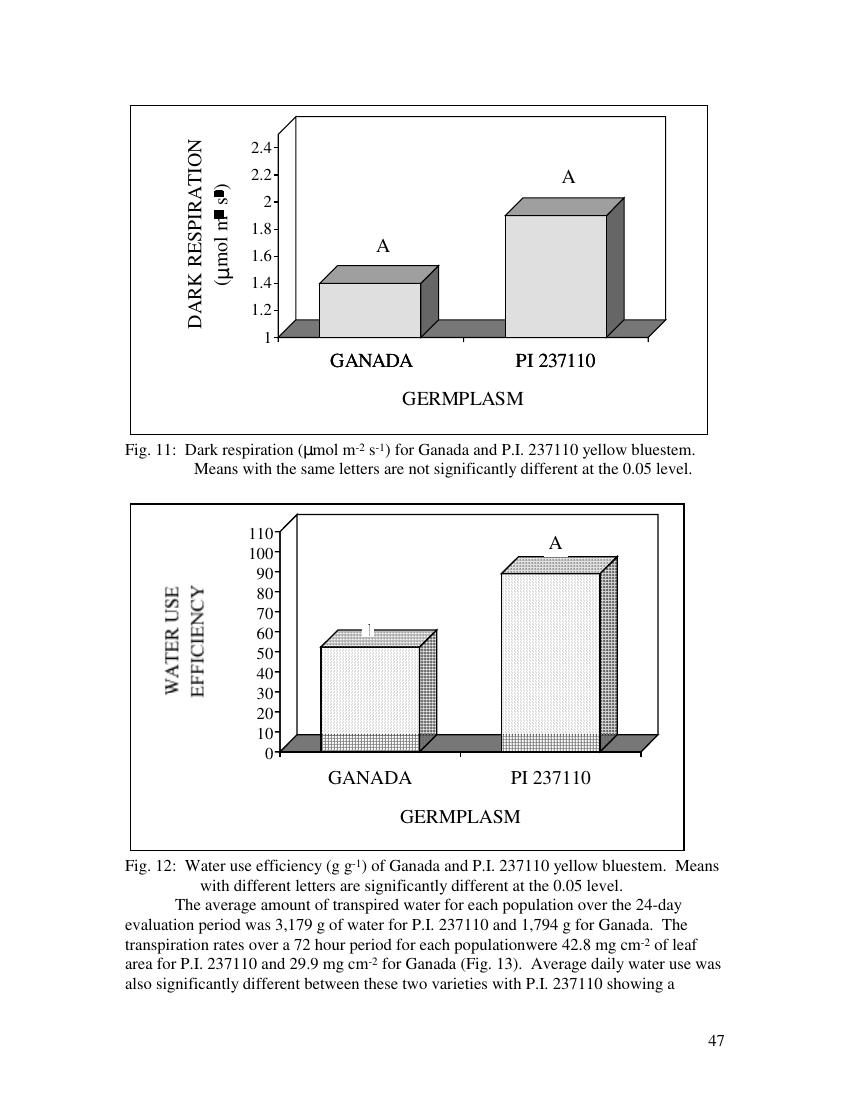 DARK RESPIRATION
(µmol m s )
2.4
2.2
2
1.8
1.6
1.4
1.2
1
A
A
GANADA PI 237110
GERMPLASM
Fig. 11: Dark respiration (µmol m-2 s-1) for Ganada and P.I. 237110 yellow bluestem.
Means with the same letters are not significantly different at the 0.05 level.
WATER USE
EFFICIENCY
110
100
90
80
70
60
50
40
30
20
10
0
A
GANADA PI 237110
GERMPLASM
Fig. 12: Water use efficiency (g g-1) of Ganada and P.I. 237110 yellow bluestem. Means
with different letters are significantly different at the 0.05 level.
The average amount of transpired water for each population over the 24-day
evaluation period was 3,179 g of water for P.I. 237110 and 1,794 g for Ganada. The
transpiration rates over a 72 hour period for each populationwere 42.8 mg cm-2 of leaf
area for P.I. 237110 and 29.9 mg cm-2 for Ganada (Fig. 13). Average daily water use was
also significantly different between these two varieties with P.I. 237110 showing a
47